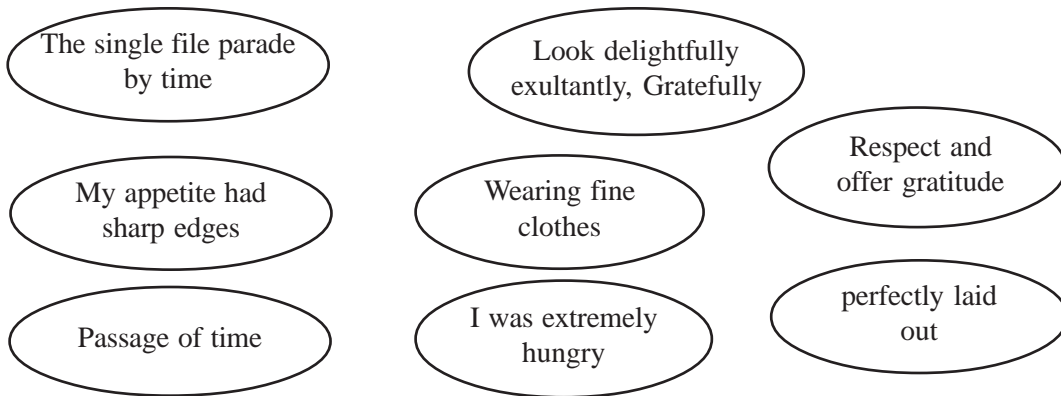 The single file parade
by time
Look delightfully
exultantly, Gratefully
Respect and
offer gratitude
My appetite had
sharp edges
Wearing fine
clothes
Passage of time
I was extremely
hungry
perfectly laid
out